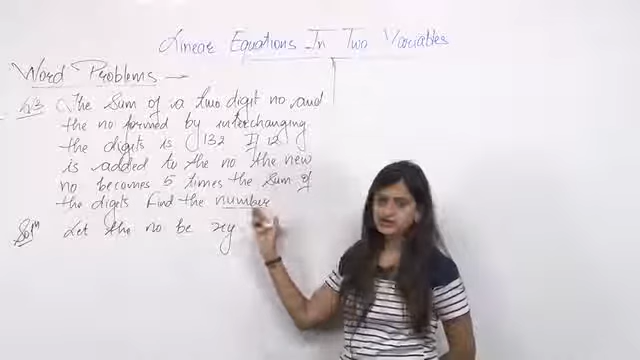 Linear Equations In Two Variables
Word Problems →
The Sum of a two digit no and
the no formed by interchanging
the digits is 132 If 12
is added to the no the new
no becomes 5 times the sum of
the digits Find the number
Solⁿ Let the no be xy